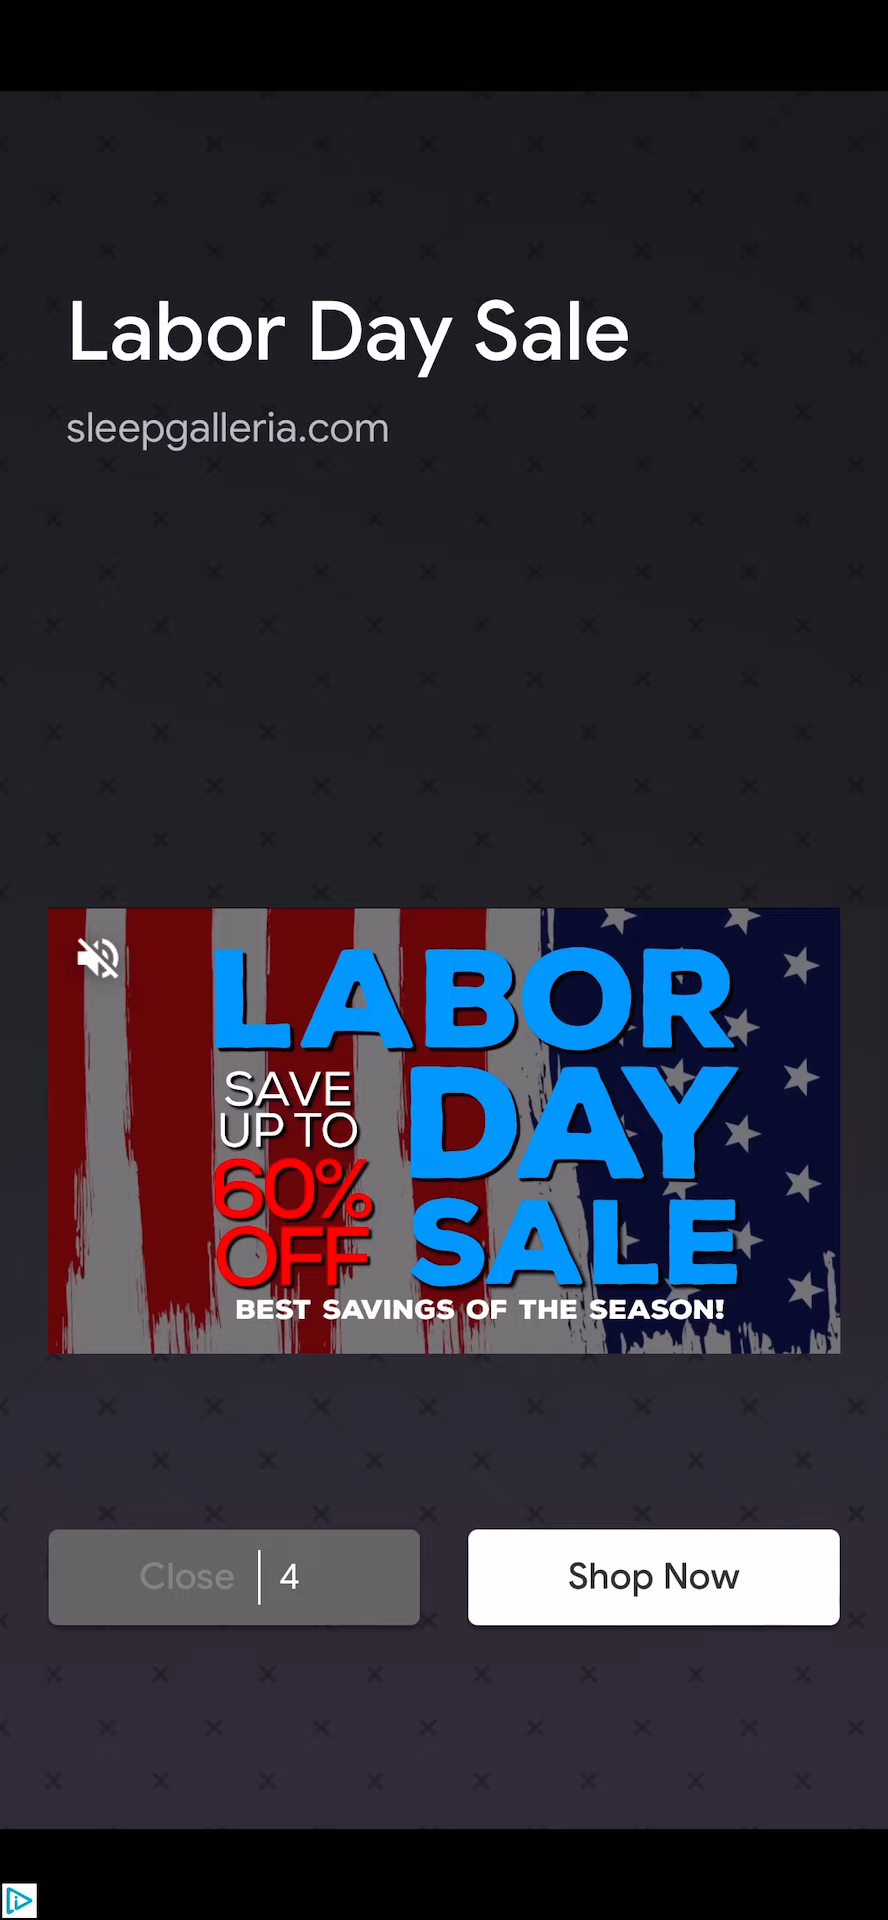 Labor Day Sale
sleepgalleria.com
LABOR
DAY
SALE
SAVE
UP TO
60%
OFF
BEST SAVINGS OF THE SEASON!
Close | 4
Shop Now